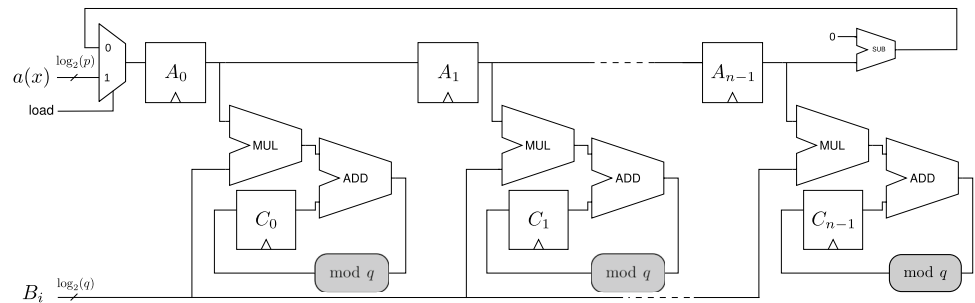 0
log₂(p)
a(x)
1
load
A₀
A₁
Aₙ₋₁
0
SUB
MUL
ADD
C₀
mod q
MUL
ADD
C₁
mod q
MUL
ADD
Cₙ₋₁
mod q
log₂(q)
Bᵢ